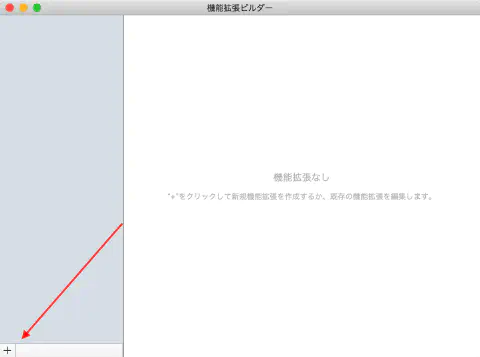 機能拡張ビルダー
機能拡張なし
"+"をクリックして新規機能拡張を作成するか、既存の機能拡張を編集します。
+